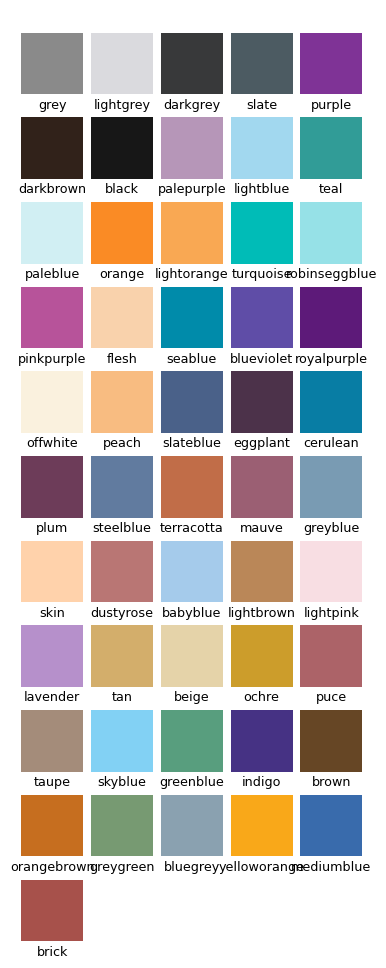 grey lightgrey darkgrey slate purple
darkbrown black palepurple lightblue teal
paleblue orange lightorange turquoise robinseggblue
pinkpurple flesh seablue blueviolet royalpurple
offwhite peach slateblue eggplant cerulean
plum steelblue terracotta mauve greyblue
skin dustyrose babyblue lightbrown lightpink
lavender tan beige ochre puce
taupe skyblue greenblue indigo brown
orangebrown greygreen bluegrey yelloworange mediumblue
brick